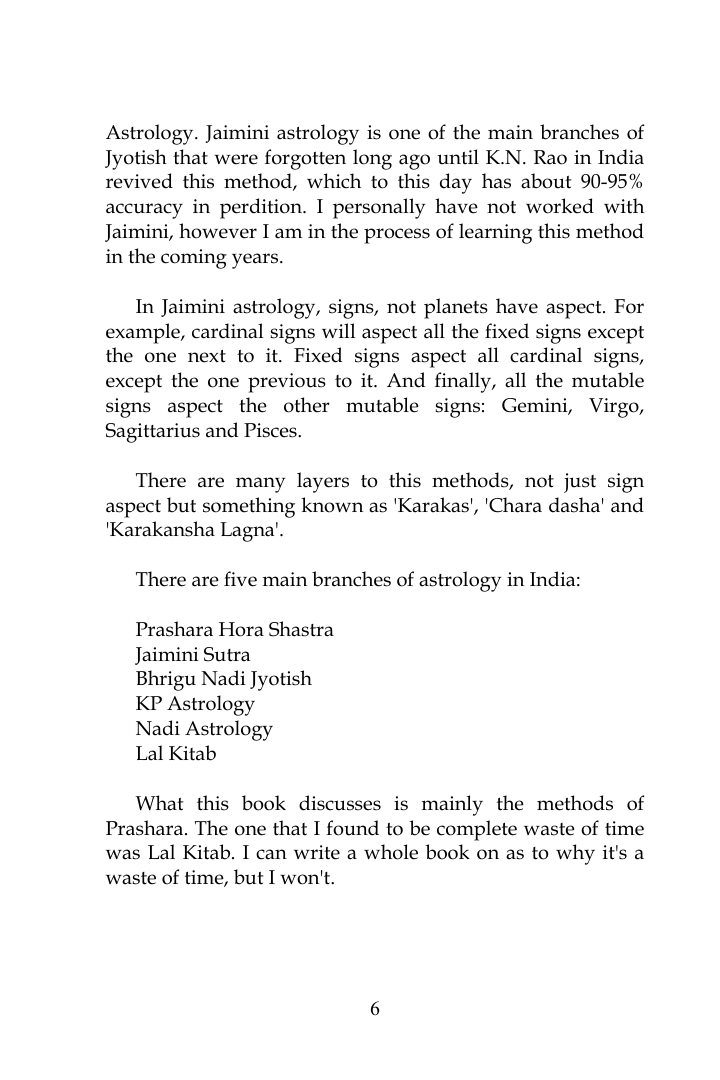 Astrology. Jaimini astrology is one of the main branches of
Jyotish that were forgotten long ago until K.N. Rao in India
revived this method, which to this day has about 90-95%
accuracy in perdition. I personally have not worked with
Jaimini, however I am in the process of learning this method
in the coming years.
In Jaimini astrology, signs, not planets have aspect. For
example, cardinal signs will aspect all the fixed signs except
the one next to it. Fixed signs aspect all cardinal signs,
except the one previous to it. And finally, all the mutable
signs aspect the other mutable signs: Gemini, Virgo,
Sagittarius and Pisces.
There are many layers to this methods, not just sign
aspect but something known as 'Karakas', 'Chara dasha' and
'Karakansha Lagna'.
There are five main branches of astrology in India:
Prashara Hora Shastra
Jaimini Sutra
Bhrigu Nadi Jyotish
KP Astrology
Nadi Astrology
Lal Kitab
What this book discusses is mainly the methods of
Prashara. The one that I found to be complete waste of time
was Lal Kitab. I can write a whole book on as to why it's a
waste of time, but I won't.
6